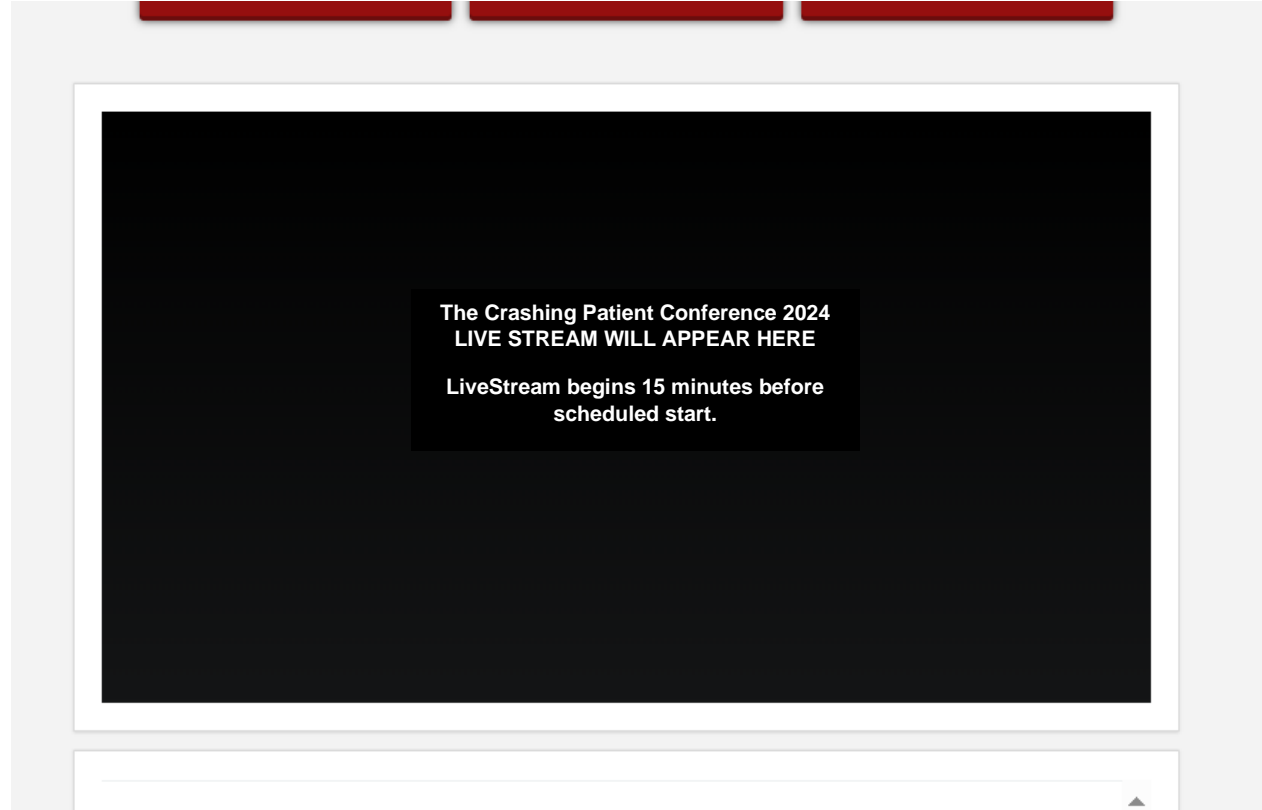 The Crashing Patient Conference 2024
LIVE STREAM WILL APPEAR HERE
LiveStream begins 15 minutes before
scheduled start.